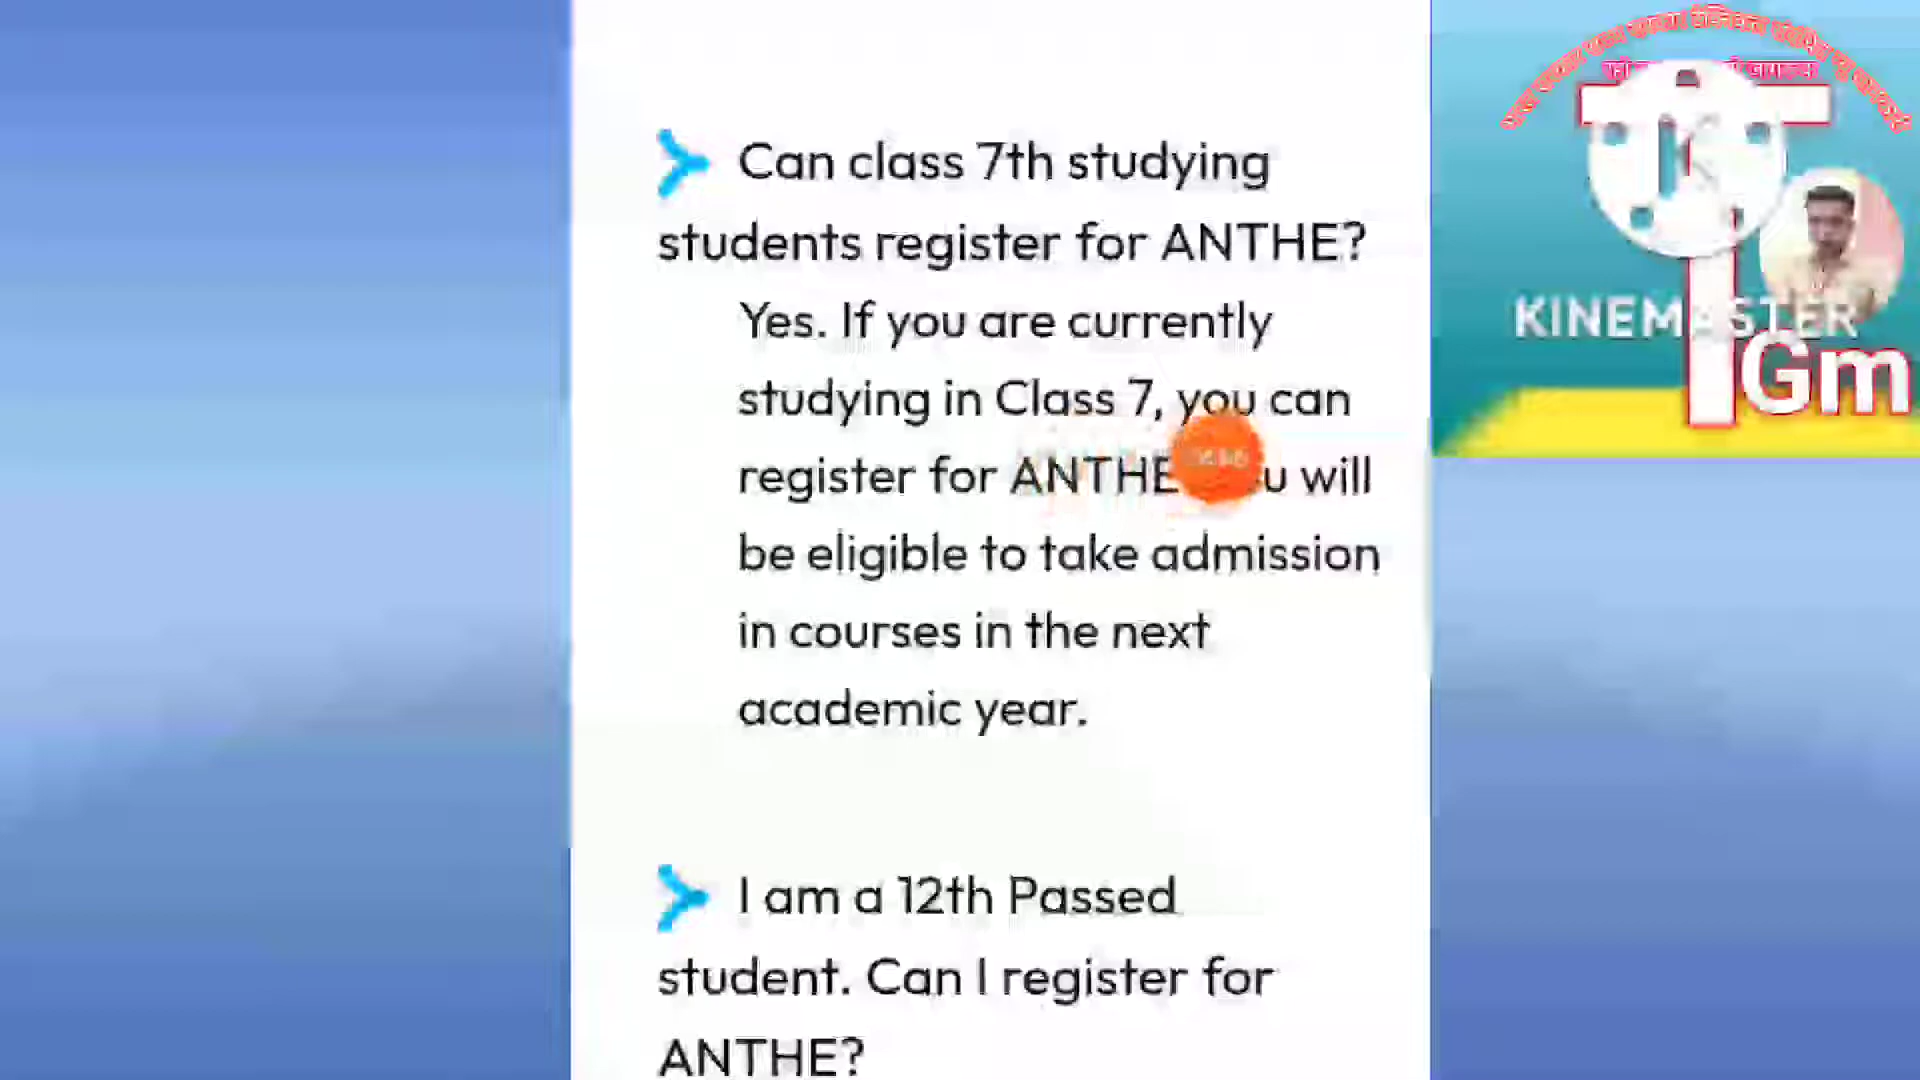 Can class 7th studying
students register for ANTHE?
Yes. If you are currently
studying in Class 7, you can
register for ANTHE u will
be eligible to take admission
in courses in the next
academic year.
I am a 12th Passed
student. Can I register for
ANTHE?
K
KINEMASTER
Gm